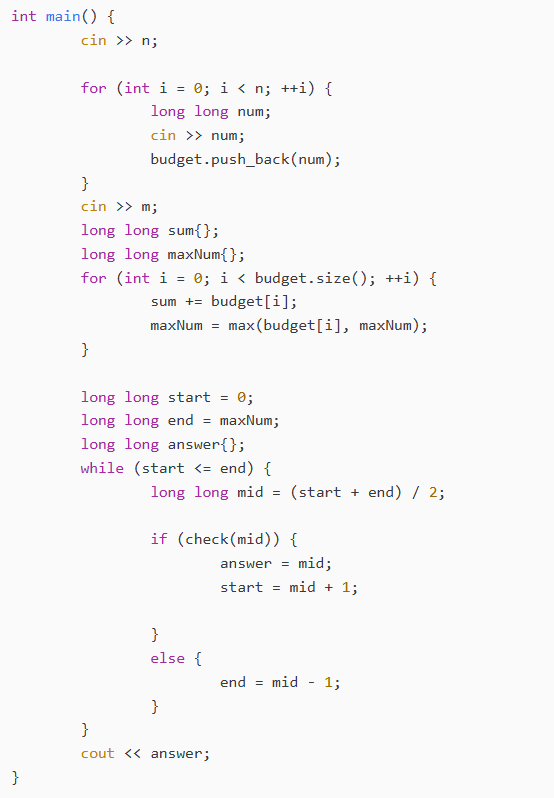 int main() {
cin >> n;
for (int i = 0; i < n; ++i) {
long long num;
cin >> num;
budget.push_back(num);
}
cin >> m;
long long sum{};
long long maxNum{};
for (int i = 0; i < budget.size(); ++i) {
sum += budget[i];
maxNum = max(budget[i], maxNum);
}
long long start = 0;
long long end = maxNum;
long long answer{};
while (start <= end) {
long long mid = (start + end) / 2;
if (check(mid)) {
answer = mid;
start = mid + 1;
}
else {
end = mid - 1;
}
}
cout << answer;
}